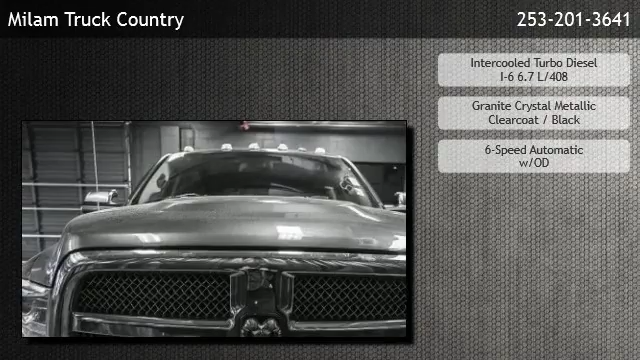 Milam Truck Country
253-201-3641
Intercooled Turbo Diesel
I-6 6.7 L/408
Granite Crystal Metallic
Clearcoat / Black
6-Speed Automatic
w/OD